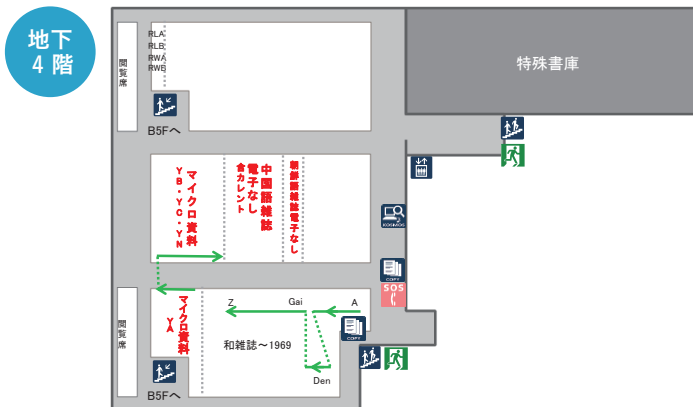 地下
4 階
閲覧席
RLA
RLB
RWA
RWB
B5Fへ
特殊書庫
マイクロ資料
YB・YC・YN
中国語雑誌
電子なし
含カレント
朝鮮語雑誌電子なし
KOSMOS
COPY
SOS
閲覧席
マイクロ資料
YA
Z
Gai
A
COPY
和雑誌～1969
Den
B5Fへ